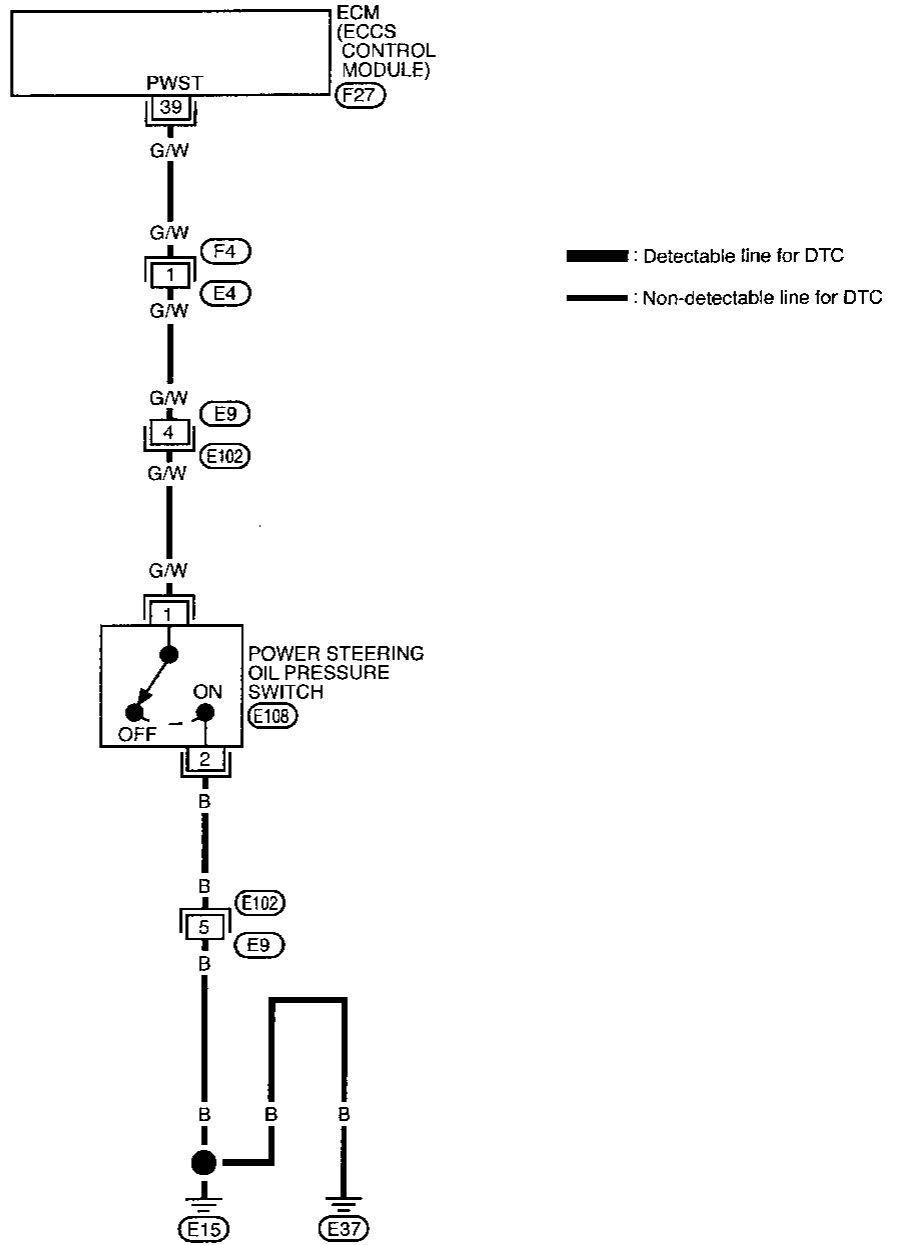 ECM
(ECCS
CONTROL
MODULE)
F27
PWST
39
G/W
G/W
F4
1
E4
G/W
: Detectable line for DTC
: Non-detectable line for DTC
G/W
E9
4
E102
G/W
G/W
1
POWER STEERING
OIL PRESSURE
SWITCH
E108
ON
OFF
2
B
B
E102
5
E9
B
B
B
B
E15
E37